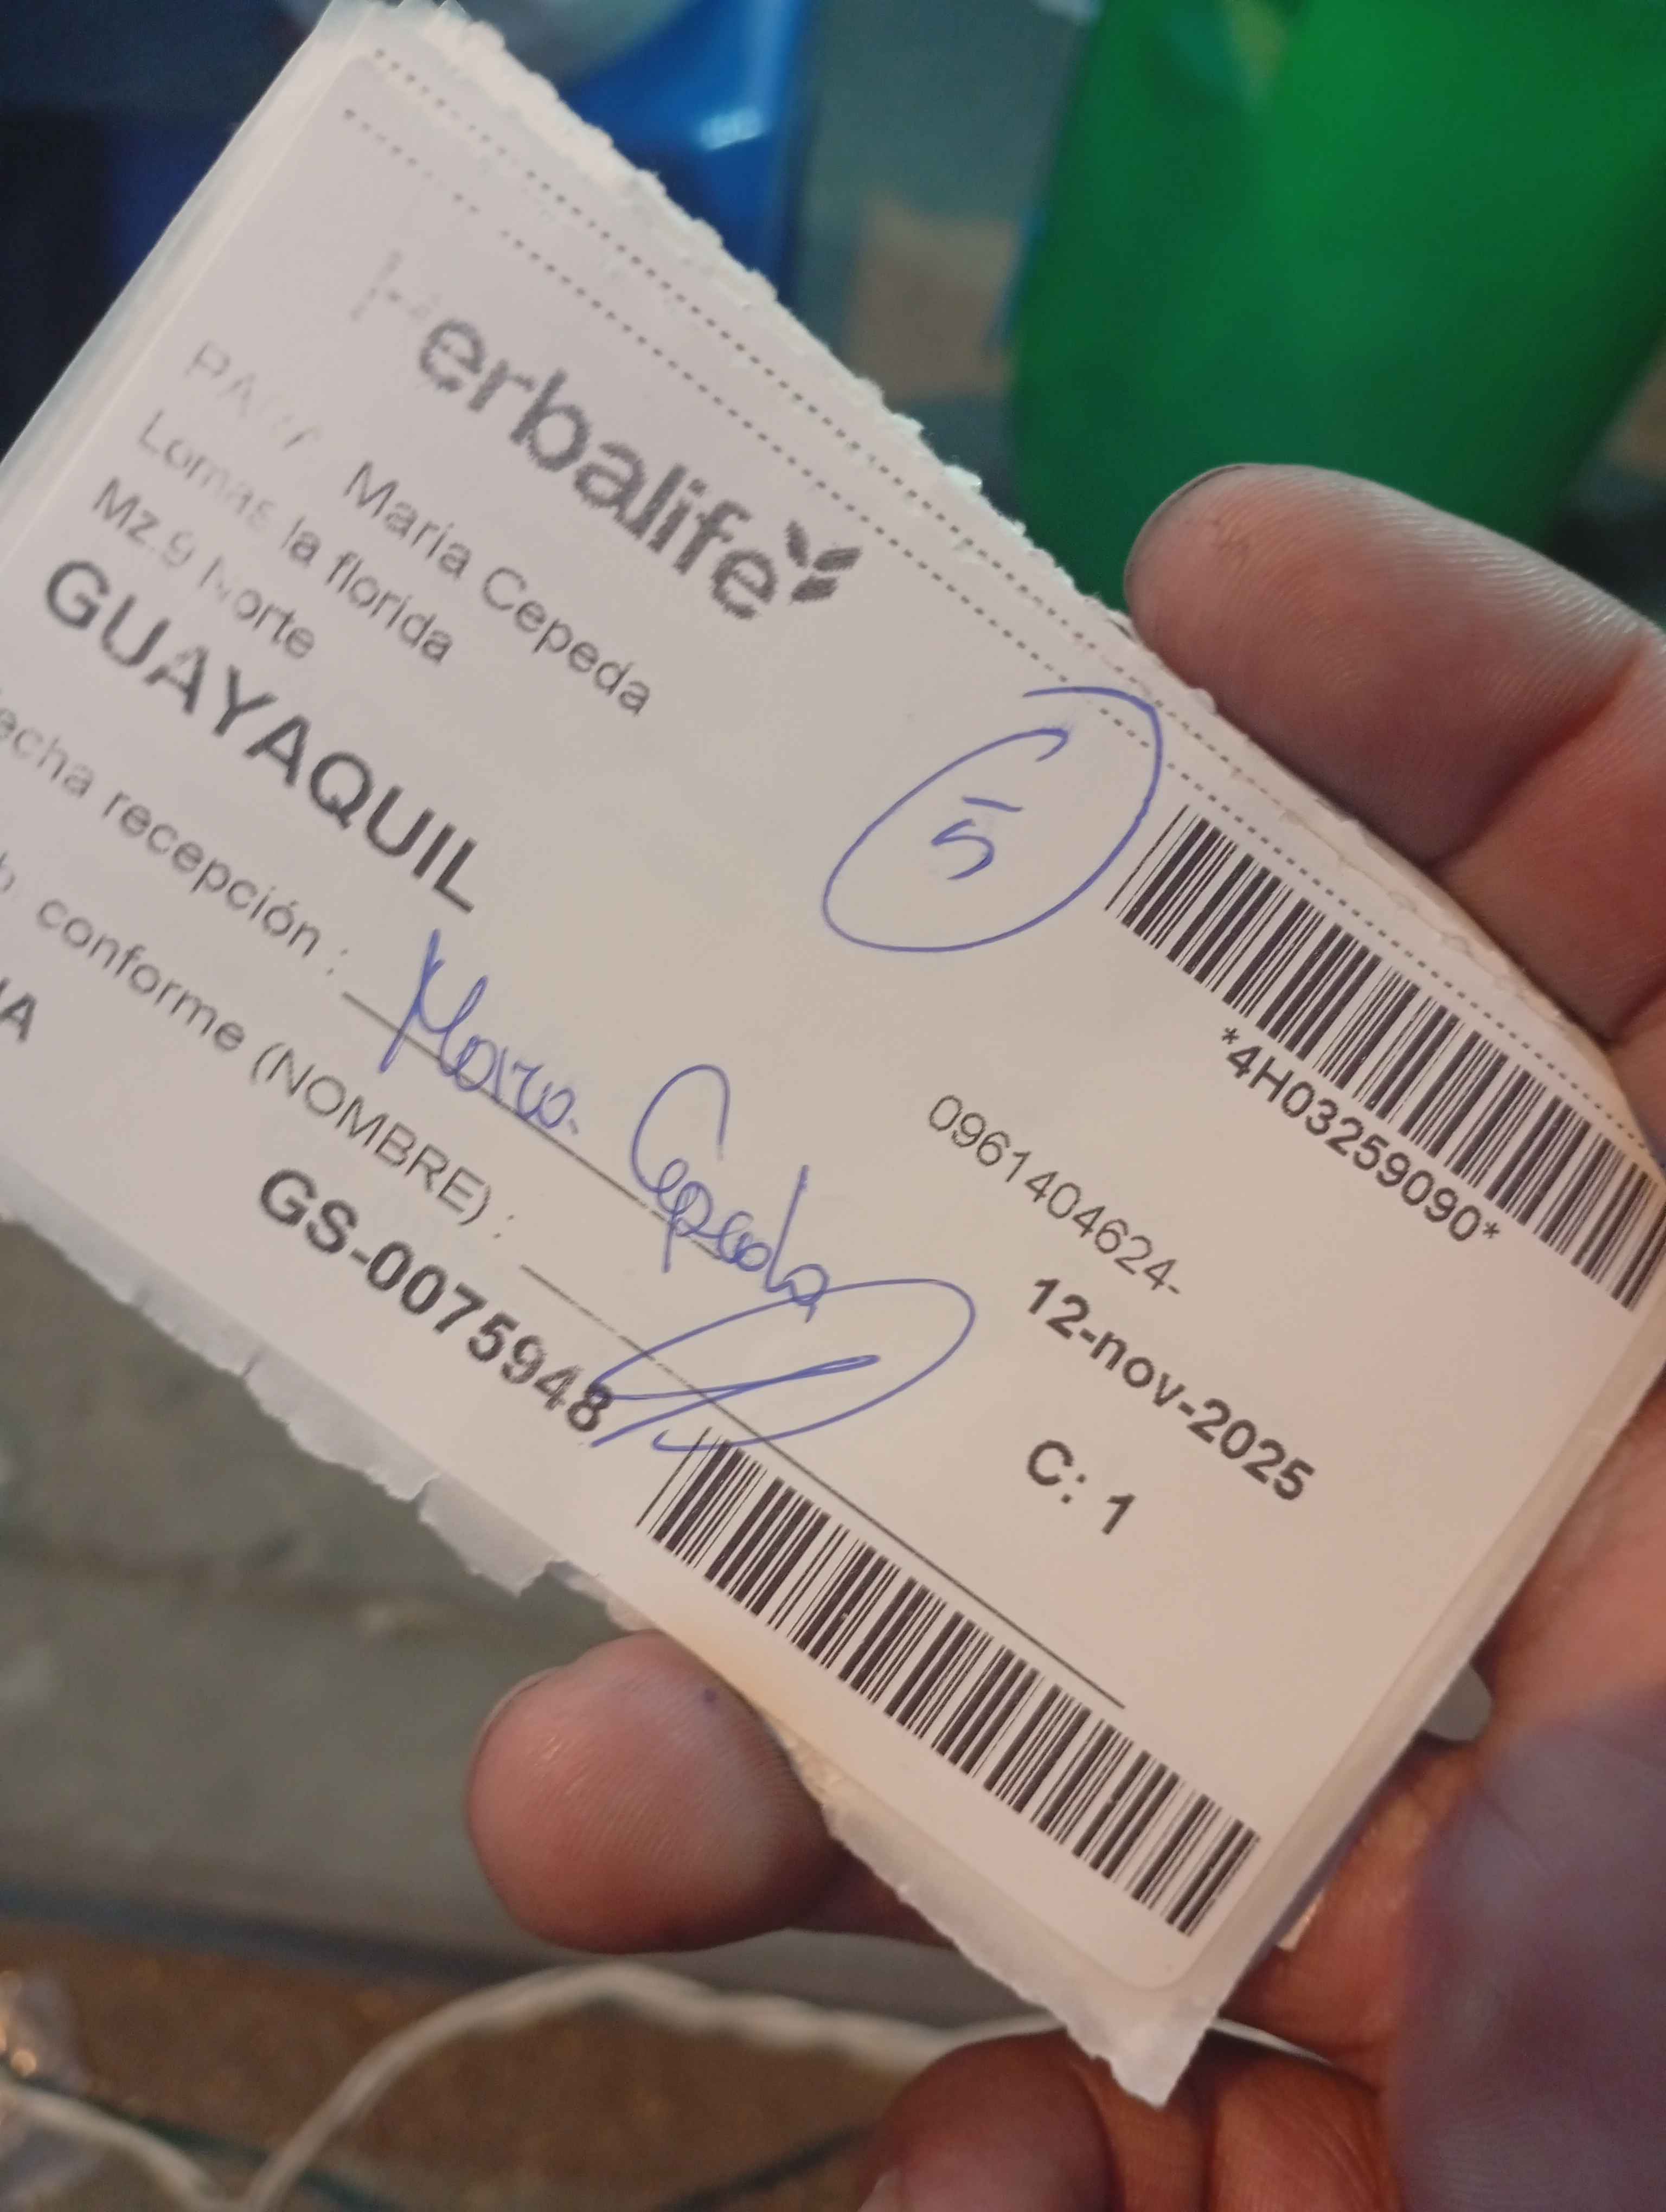 Herbalife
PARA María Cepeda
Lomas la florida
Mz.9 Norte
GUAYAQUIL
5
*4H03259090*
0961404624-
echa recepción :
Maria Cepeda
12-nov-2025
conforme (NOMBRE) :
C: 1
GS-0075948